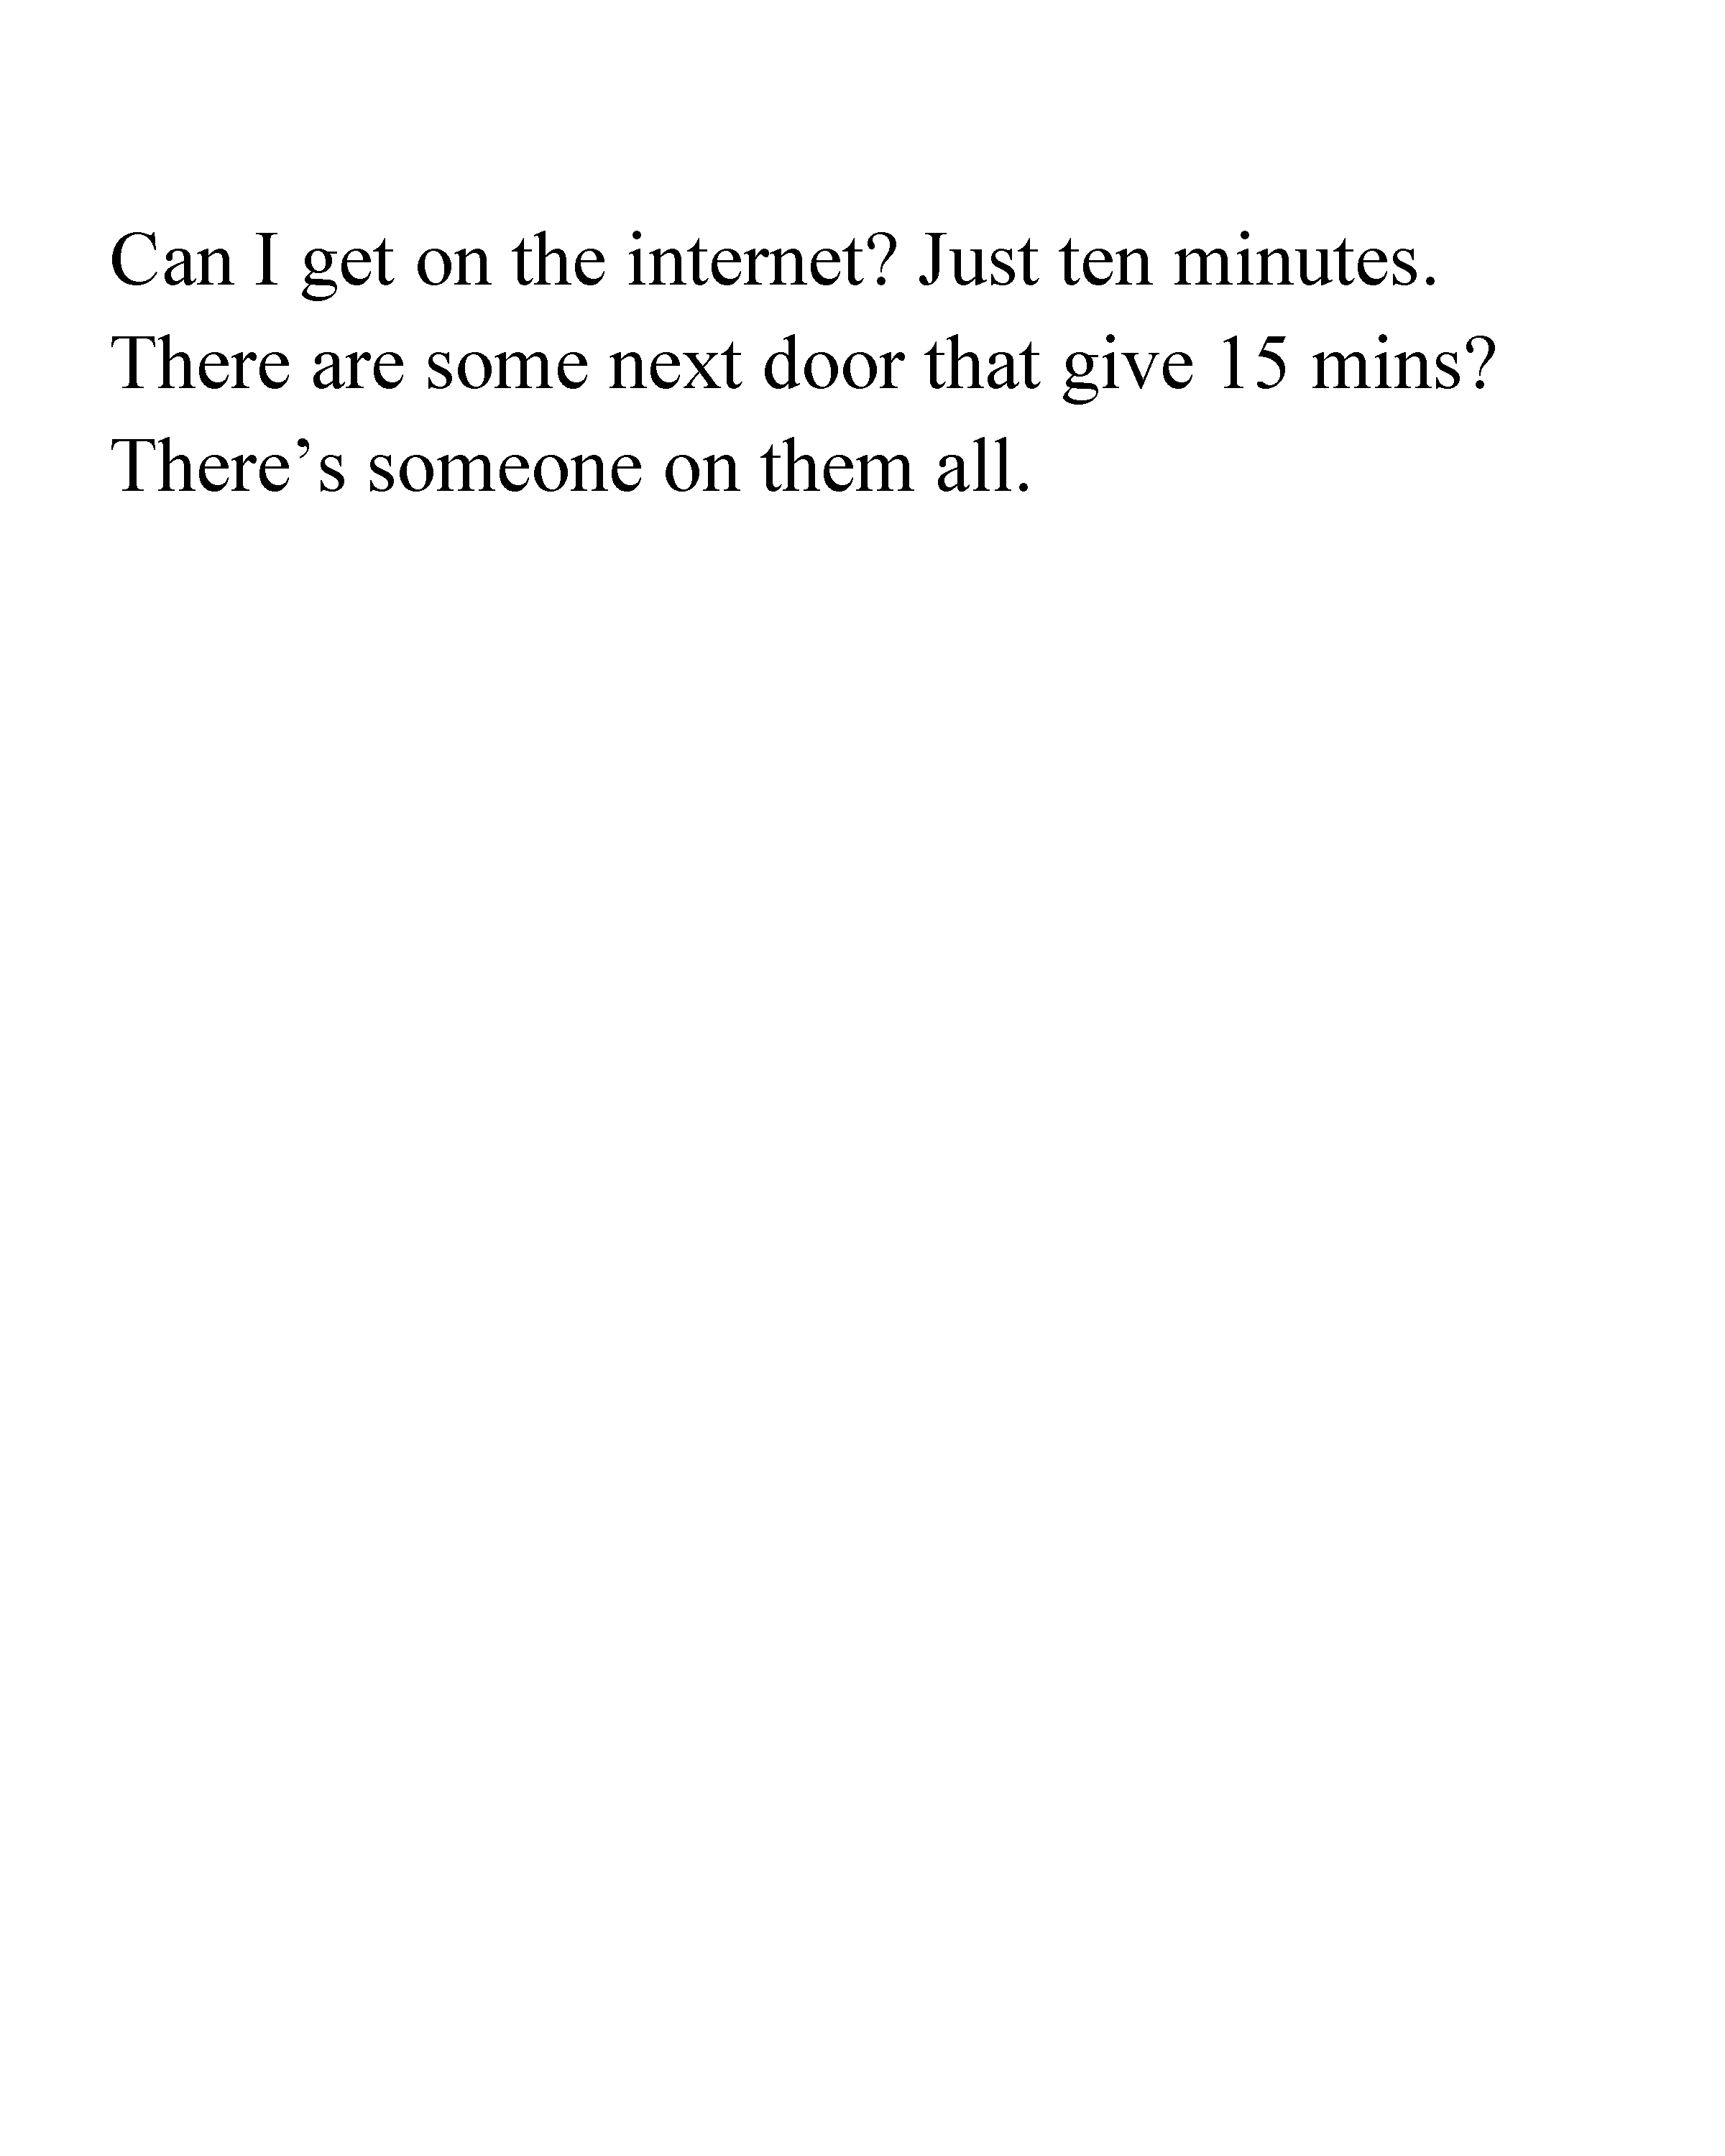 Can I get on the internet? Just ten minutes.
There are some next door that give 15 mins?
There’s someone on them all.